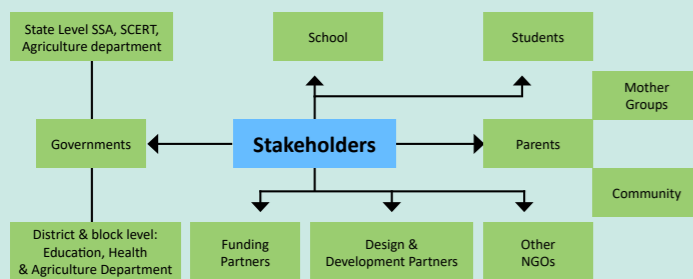 State Level SSA, SCERT,
Agriculture department
School
Students
Mother
Groups
Governments
Stakeholders
Parents
Community
District & block level:
Education, Health
& Agriculture Department
Funding
Partners
Design &
Development Partners
Other
NGOs